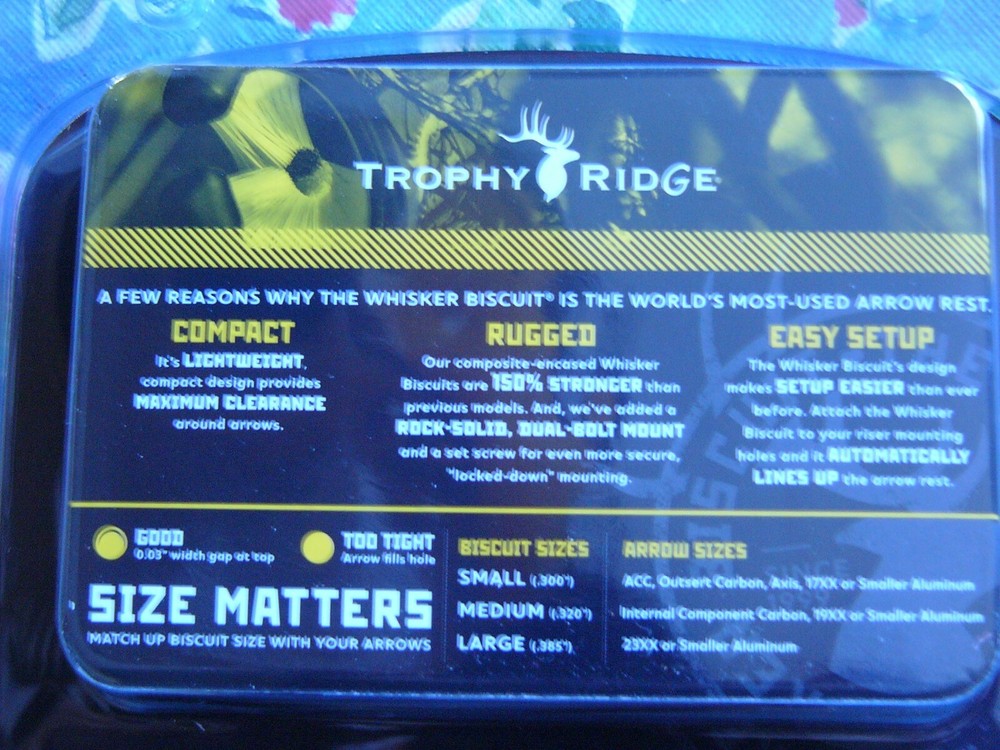 TROPHY RIDGE
A FEW REASONS WHY THE WHISKER BISCUIT® IS THE WORLD'S MOST-USED ARROW REST.
COMPACT
It's LIGHTWEIGHT,
compact design provides
MAXIMUM CLEARANCE
around arrows.
RUGGED
Our composite-encased Whisker
Biscuits are 150% STRONGER than
previous models. And, we've added a
ROCK-SOLID, DUAL-BOLT MOUNT
and a set screw for even more secure,
"locked-down" mounting.
EASY SETUP
The Whisker Biscuit's design
makes SETUP EASIER than ever
before. Attach the Whisker
Biscuit to your riser mounting
holes and it AUTOMATICALLY
LINES UP the arrow rest.
GOOD
0.03" width gap at top
TOO TIGHT
Arrow fills hole
SIZE MATTERS
MATCH UP BISCUIT SIZE WITH YOUR ARROWS
BISCUIT SIZES
SMALL (.300")
MEDIUM (.320")
LARGE (.385")
ARROW SIZES
ACC, Outsert Carbon, Axis, 17XX or Smaller Aluminum
Internal Component Carbon, 19XX or Smaller Aluminum
23XX or Smaller Aluminum
SINCE